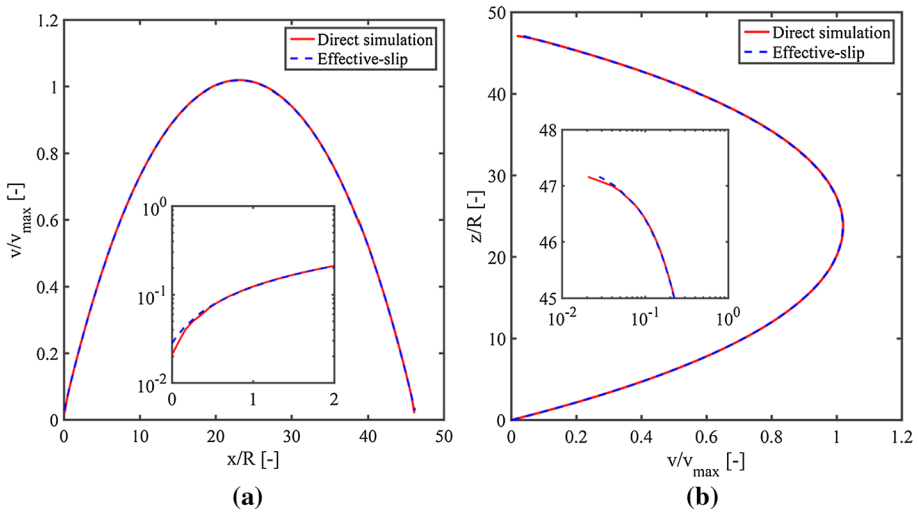 1.2
1
0.8
0.6
0.4
0.2
0
v/vmax [-]
Direct simulation
Effective-slip
10^0
10^-1
10^-2
0 1 2
0 10 20 30 40 50
x/R [-]
(a)
50
40
30
20
10
0
z/R [-]
Direct simulation
Effective-slip
48
47
46
45
10^-2 10^-1 10^0
0 0.2 0.4 0.6 0.8 1 1.2
v/vmax [-]
(b)